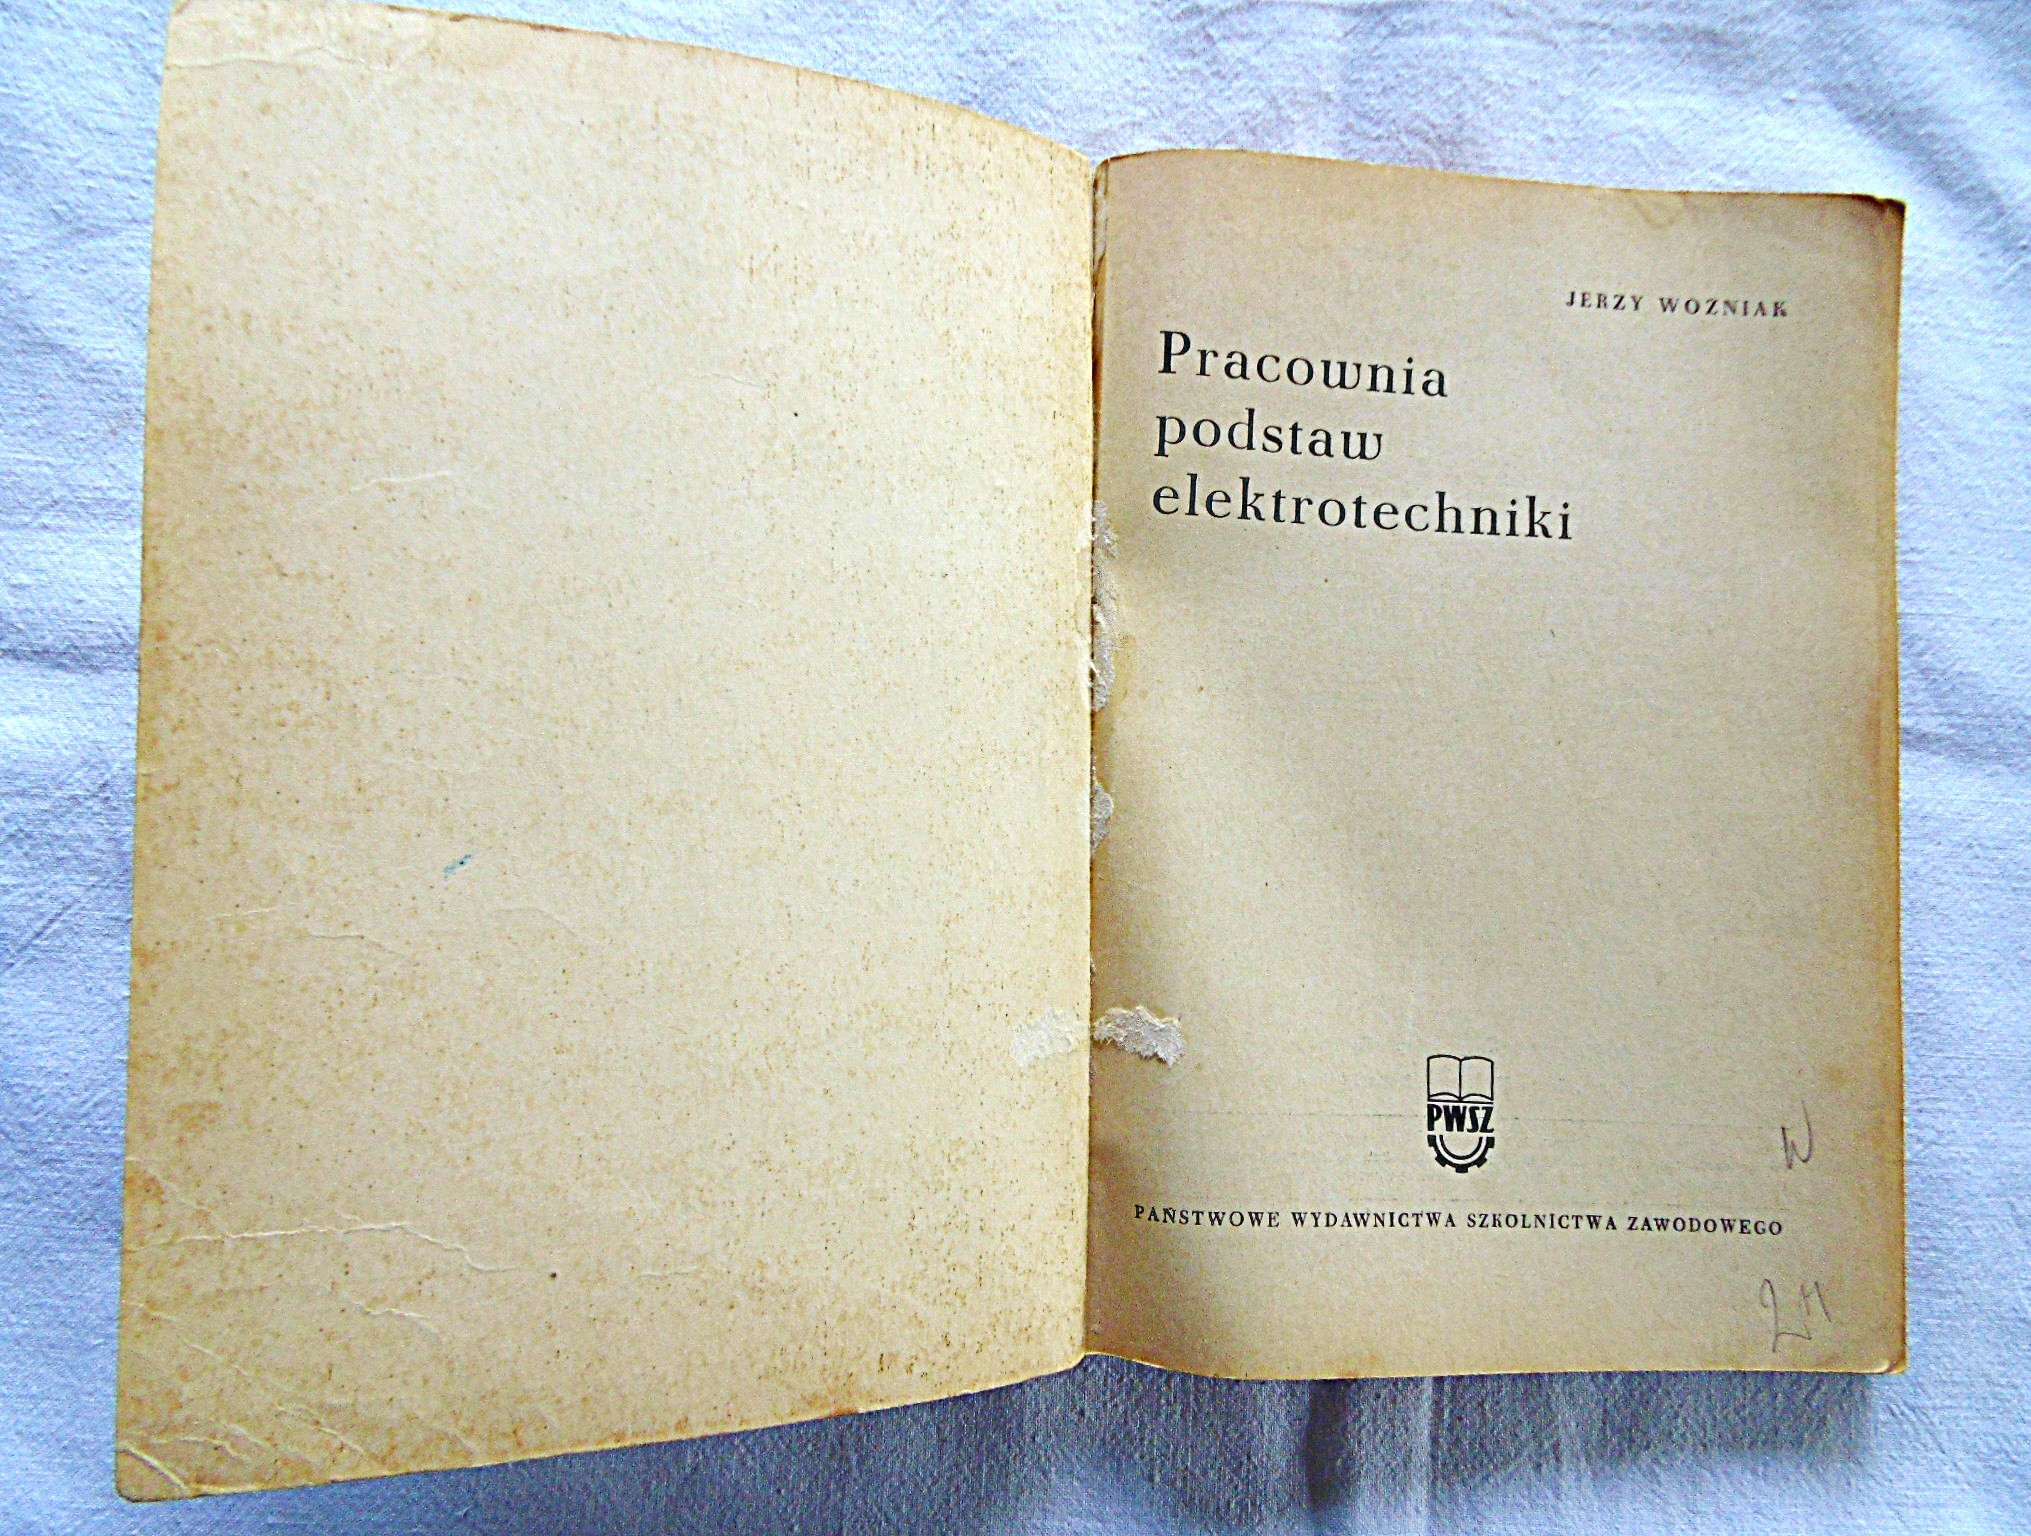 JERZY WOZNIAK
Pracownia
podstaw
elektrotechniki
PWSZ
W
PAŃSTWOWE WYDAWNICTWA SZKOLNICTWA ZAWODOWEGO